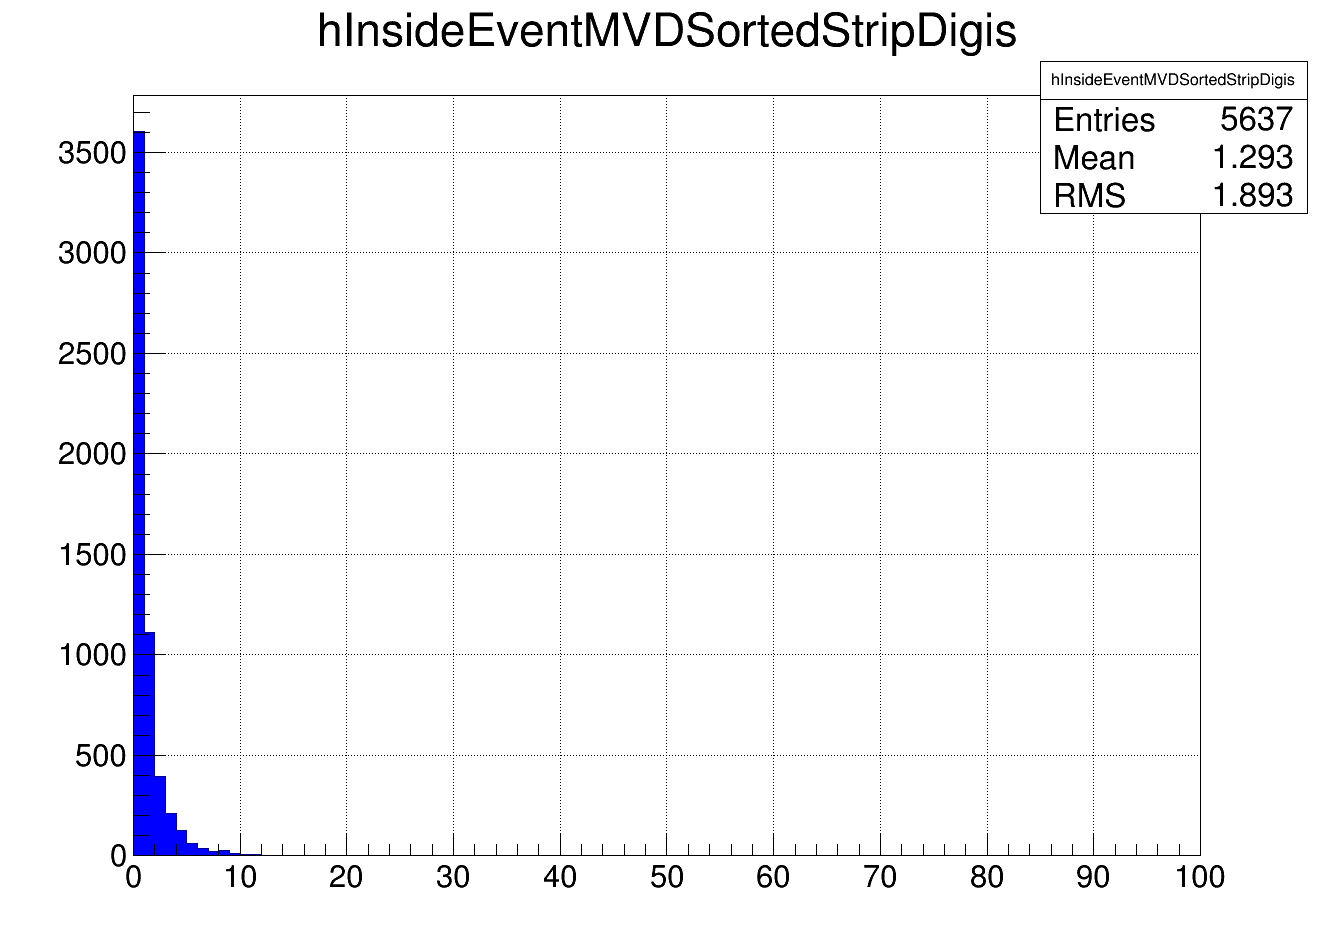 hInsideEventMVDSortedStripDigis
hInsideEventMVDSortedStripDigis
Entries 5637
Mean 1.293
RMS 1.893
3500
3000
2500
2000
1500
1000
500
0
0 10 20 30 40 50 60 70 80 90 100